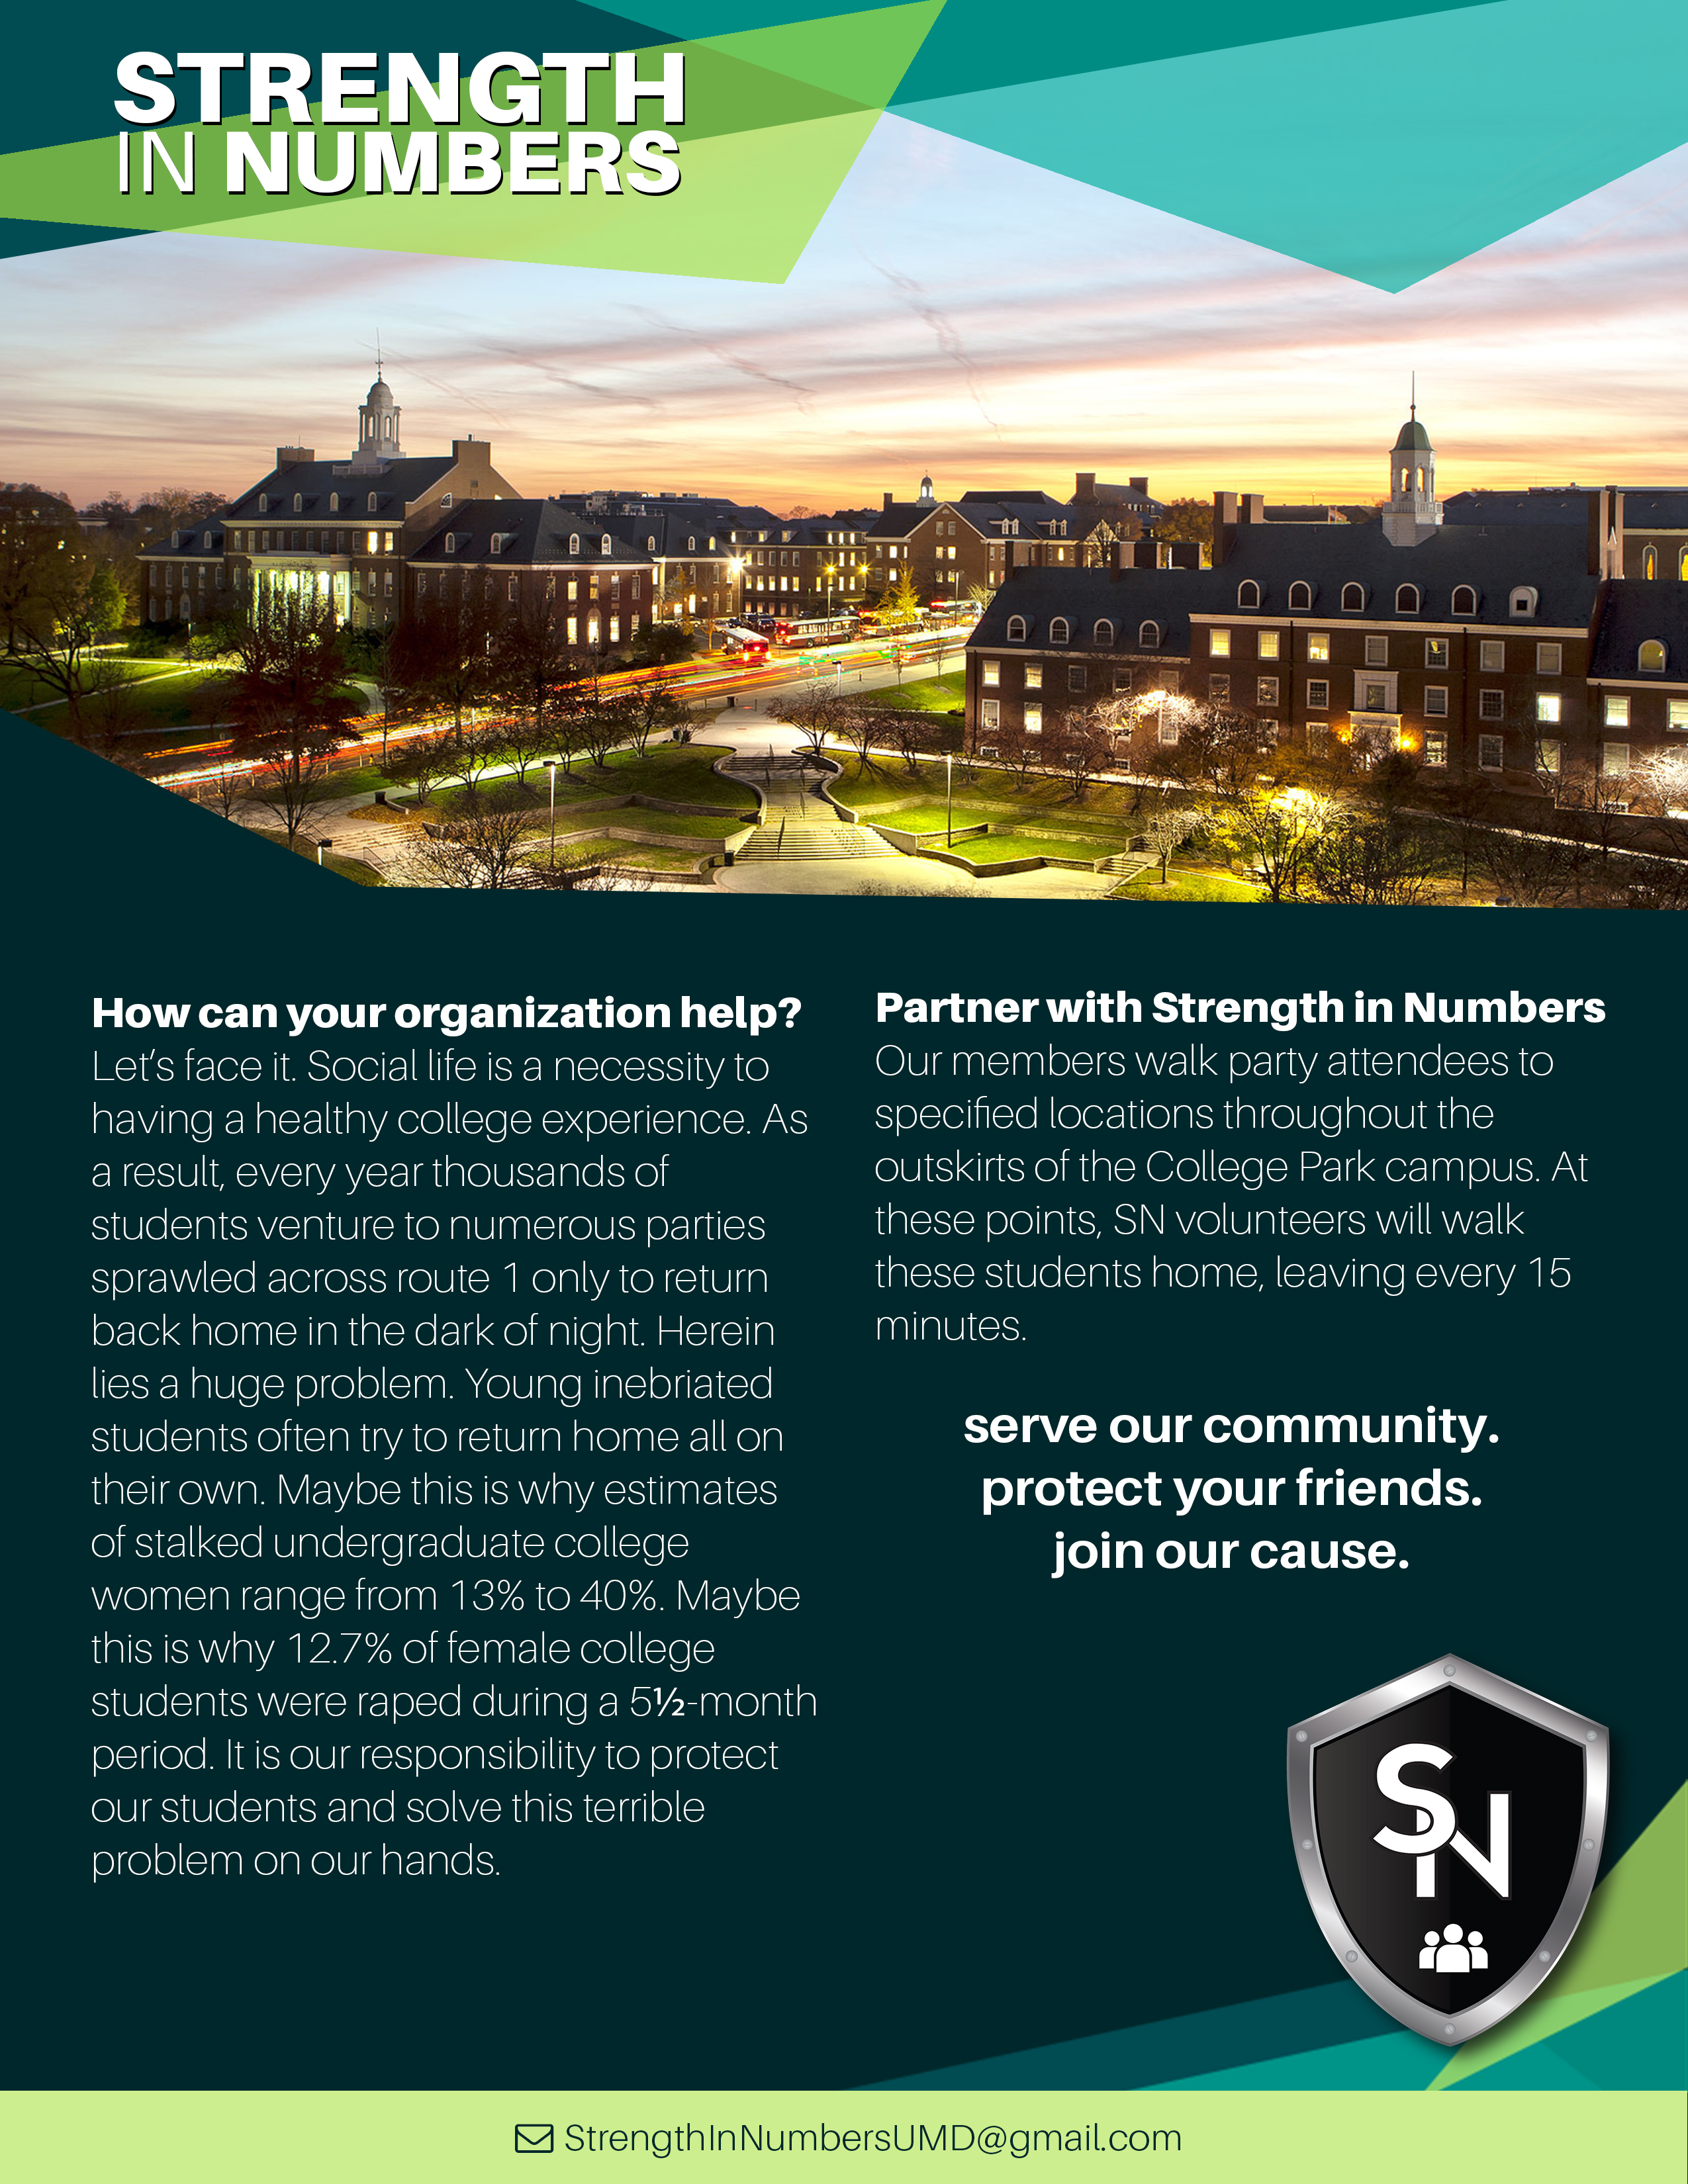 STRENGTH
IN NUMBERS
How can your organization help?
Let’s face it. Social life is a necessity to
having a healthy college experience. As
a result, every year thousands of
students venture to numerous parties
sprawled across route 1 only to return
back home in the dark of night. Herein
lies a huge problem. Young inebriated
students often try to return home all on
their own. Maybe this is why estimates
of stalked undergraduate college
women range from 13% to 40%. Maybe
this is why 12.7% of female college
students were raped during a 5½-month
period. It is our responsibility to protect
our students and solve this terrible
problem on our hands.
Partner with Strength in Numbers
Our members walk party attendees to
specified locations throughout the
outskirts of the College Park campus. At
these points, SN volunteers will walk
these students home, leaving every 15
minutes.
serve our community.
protect your friends.
join our cause.
SN
StrengthInNumbersUMD@gmail.com